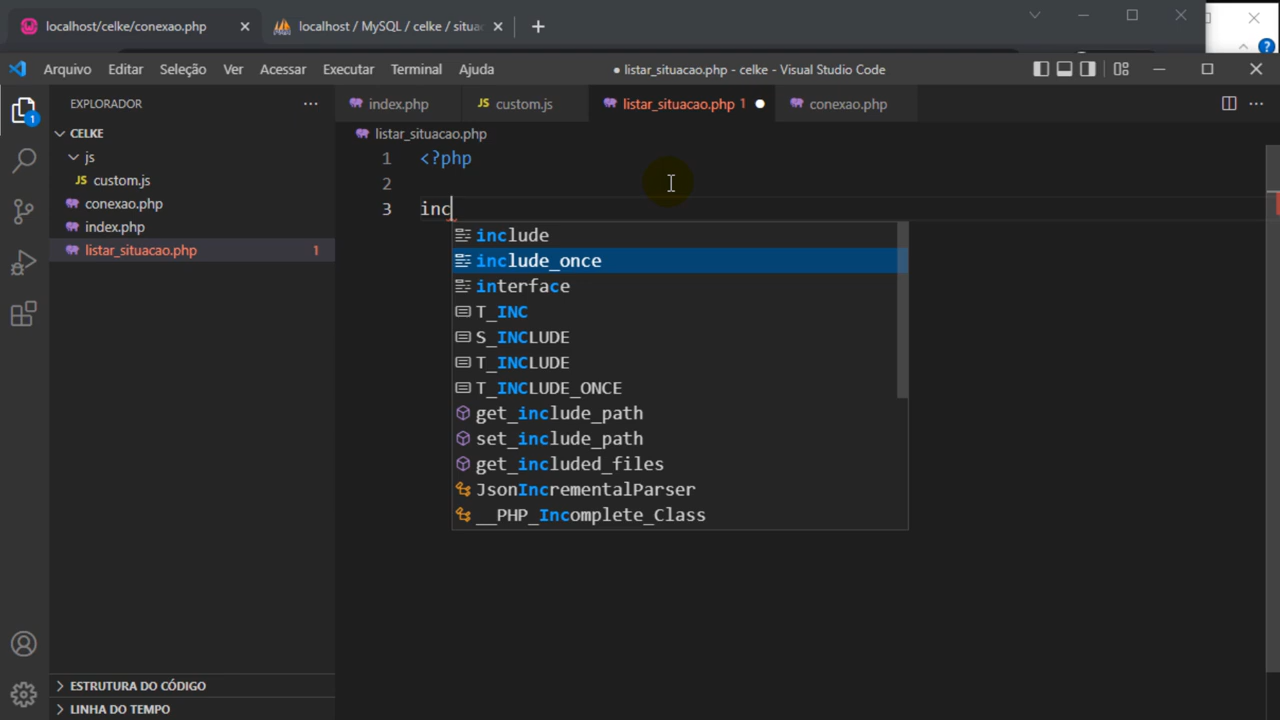 localhost/celke/conexao.php
localhost / MySQL / celke / situa
Arquivo Editar Seleção Ver Acessar Executar Terminal Ajuda
● listar_situacao.php - celke - Visual Studio Code
EXPLORADOR
index.php
JS custom.js
listar_situacao.php 1
conexao.php
CELKE
js
JS custom.js
conexao.php
index.php
listar_situacao.php 1
1
listar_situacao.php
1 <?php
2
3 inc
include
include_once
interface
T_INC
S_INCLUDE
T_INCLUDE
T_INCLUDE_ONCE
get_include_path
set_include_path
get_included_files
JsonIncrementalParser
__PHP_Incomplete_Class
ESTRUTURA DO CÓDIGO
LINHA DO TEMPO